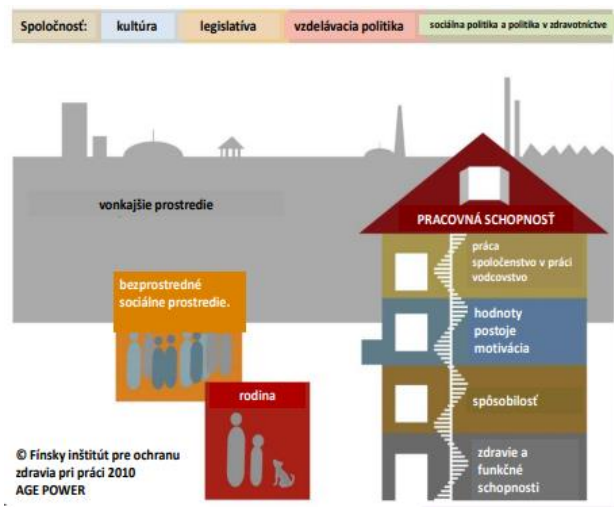 Spoločnosť: kultúra legislatíva vzdelávacia politika sociálna politika a politika v zdravotníctve
vonkajšie prostredie
PRACOVNÁ SCHOPNOSŤ
práca
spoločenstvo v práci
vodcovstvo
bezprostredné
sociálne prostredie.
hodnoty
postoje
motivácia
rodina
spôsobilosť
zdravie a
funkčné
schopnosti
© Fínsky inštitút pre ochranu
zdravia pri práci 2010
AGE POWER